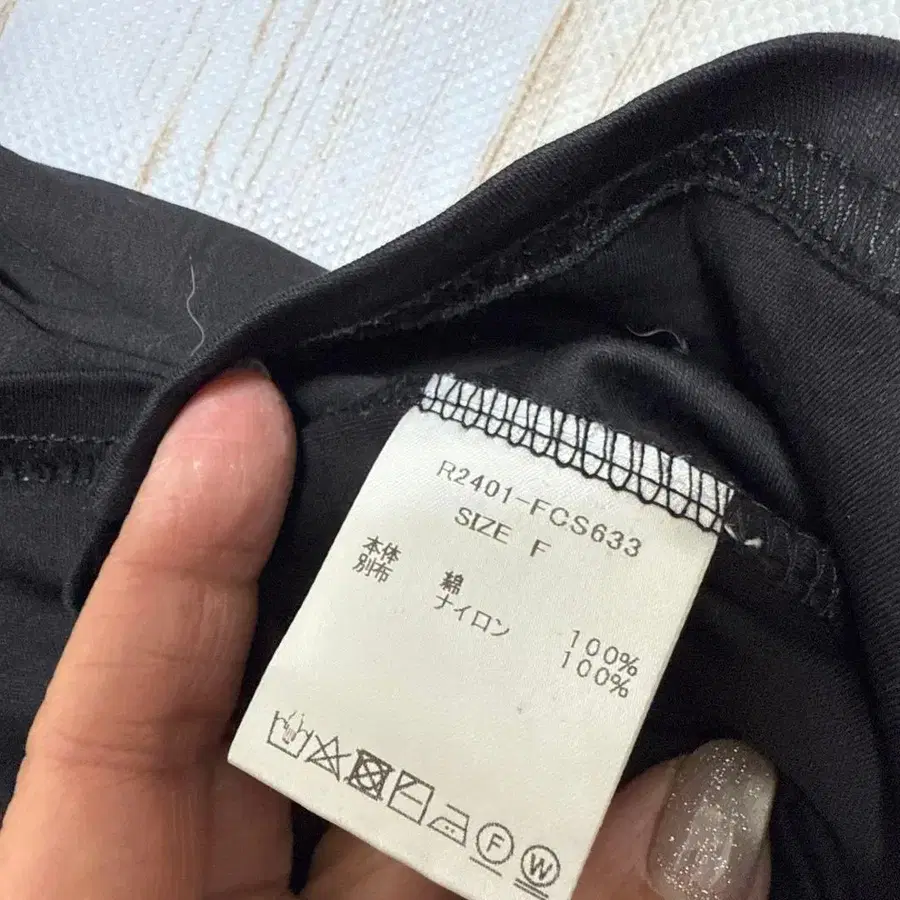 R2401-FCS633
SIZE F
本体 綿 100%
別布 ナイロン 100%
F
W